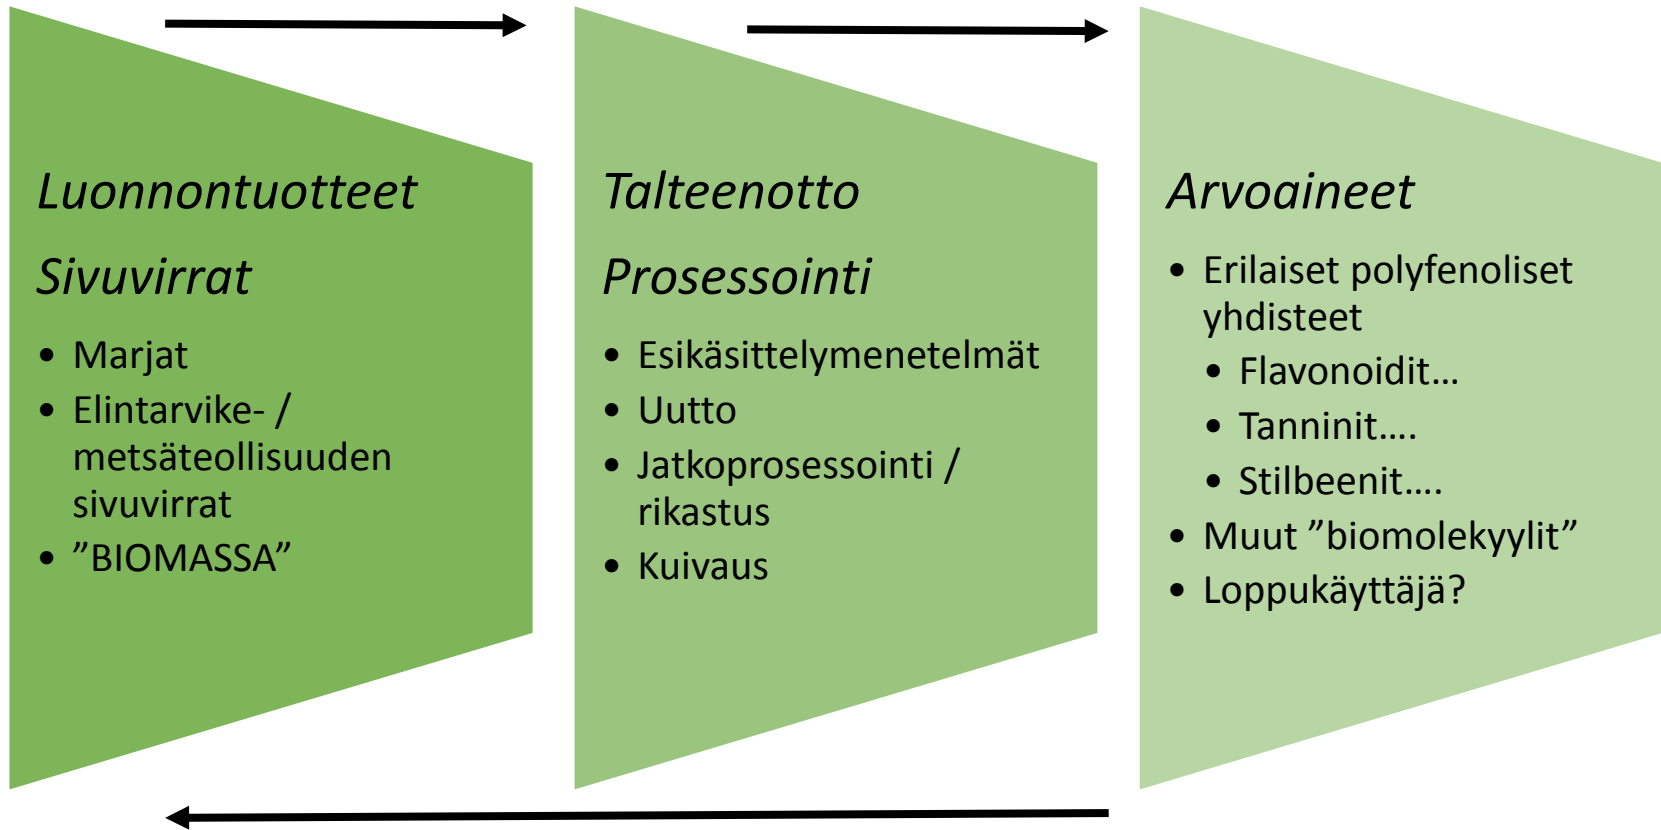 Luonnontuotteet
Sivuvirrat
• Marjat
• Elintarvike- /
metsäteollisuuden
sivuvirrat
• ”BIOMASSA”
Talteenotto
Prosessointi
• Esikäsittelymenetelmät
• Uutto
• Jatkoprosessointi /
rikastus
• Kuivaus
Arvoaineet
• Erilaiset polyfenoliset
yhdisteet
• Flavonoidit...
• Tanninit....
• Stilbeenit....
• Muut ”biomolekyylit”
• Loppukäyttäjä?